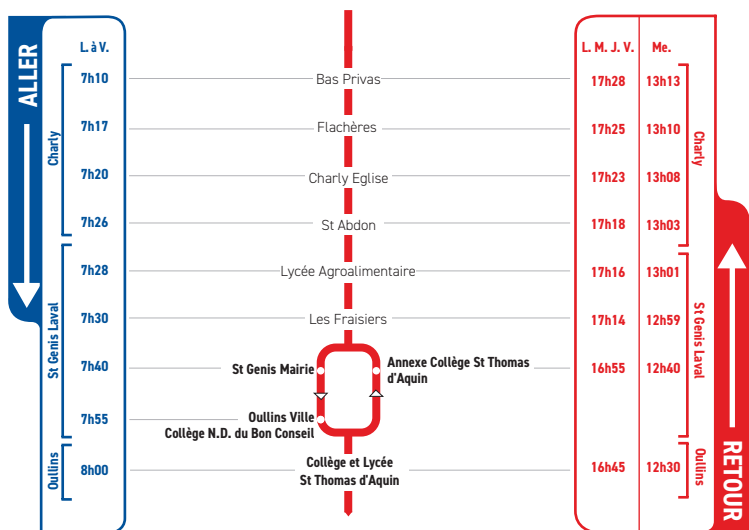 ALLER
L. à V.
L. M. J. V. Me.
7h10 Bas Privas 17h28 13h13
7h17 Flachères 17h25 13h10
Charly
Charly
7h20 Charly Eglise 17h23 13h08
7h26 St Abdon 17h18 13h03
7h28 Lycée Agroalimentaire 17h16 13h01
7h30 Les Fraisiers 17h14 12h59
St Genis Laval
St Genis Laval
7h40 St Genis Mairie Annexe Collège St Thomas 16h55 12h40
d'Aquin
7h55 Oullins Ville
Collège N.D. du Bon Conseil
Oullins
8h00 Collège et Lycée 16h45 12h30
St Thomas d'Aquin
Oullins
RETOUR